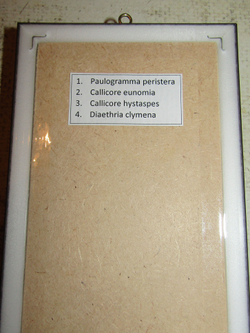 1. Paulogramma peristera
2. Callicore eunomia
3. Callicore hystaspes
4. Diaethria clymena